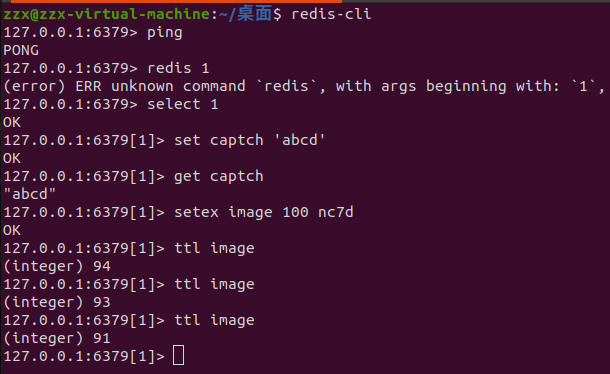 zzx@zzx-virtual-machine:~/桌面$ redis-cli
127.0.0.1:6379> ping
PONG
127.0.0.1:6379> redis 1
(error) ERR unknown command `redis`, with args beginning with: `1`,
127.0.0.1:6379> select 1
OK
127.0.0.1:6379[1]> set captch 'abcd'
OK
127.0.0.1:6379[1]> get captch
"abcd"
127.0.0.1:6379[1]> setex image 100 nc7d
OK
127.0.0.1:6379[1]> ttl image
(integer) 94
127.0.0.1:6379[1]> ttl image
(integer) 93
127.0.0.1:6379[1]> ttl image
(integer) 91
127.0.0.1:6379[1]>